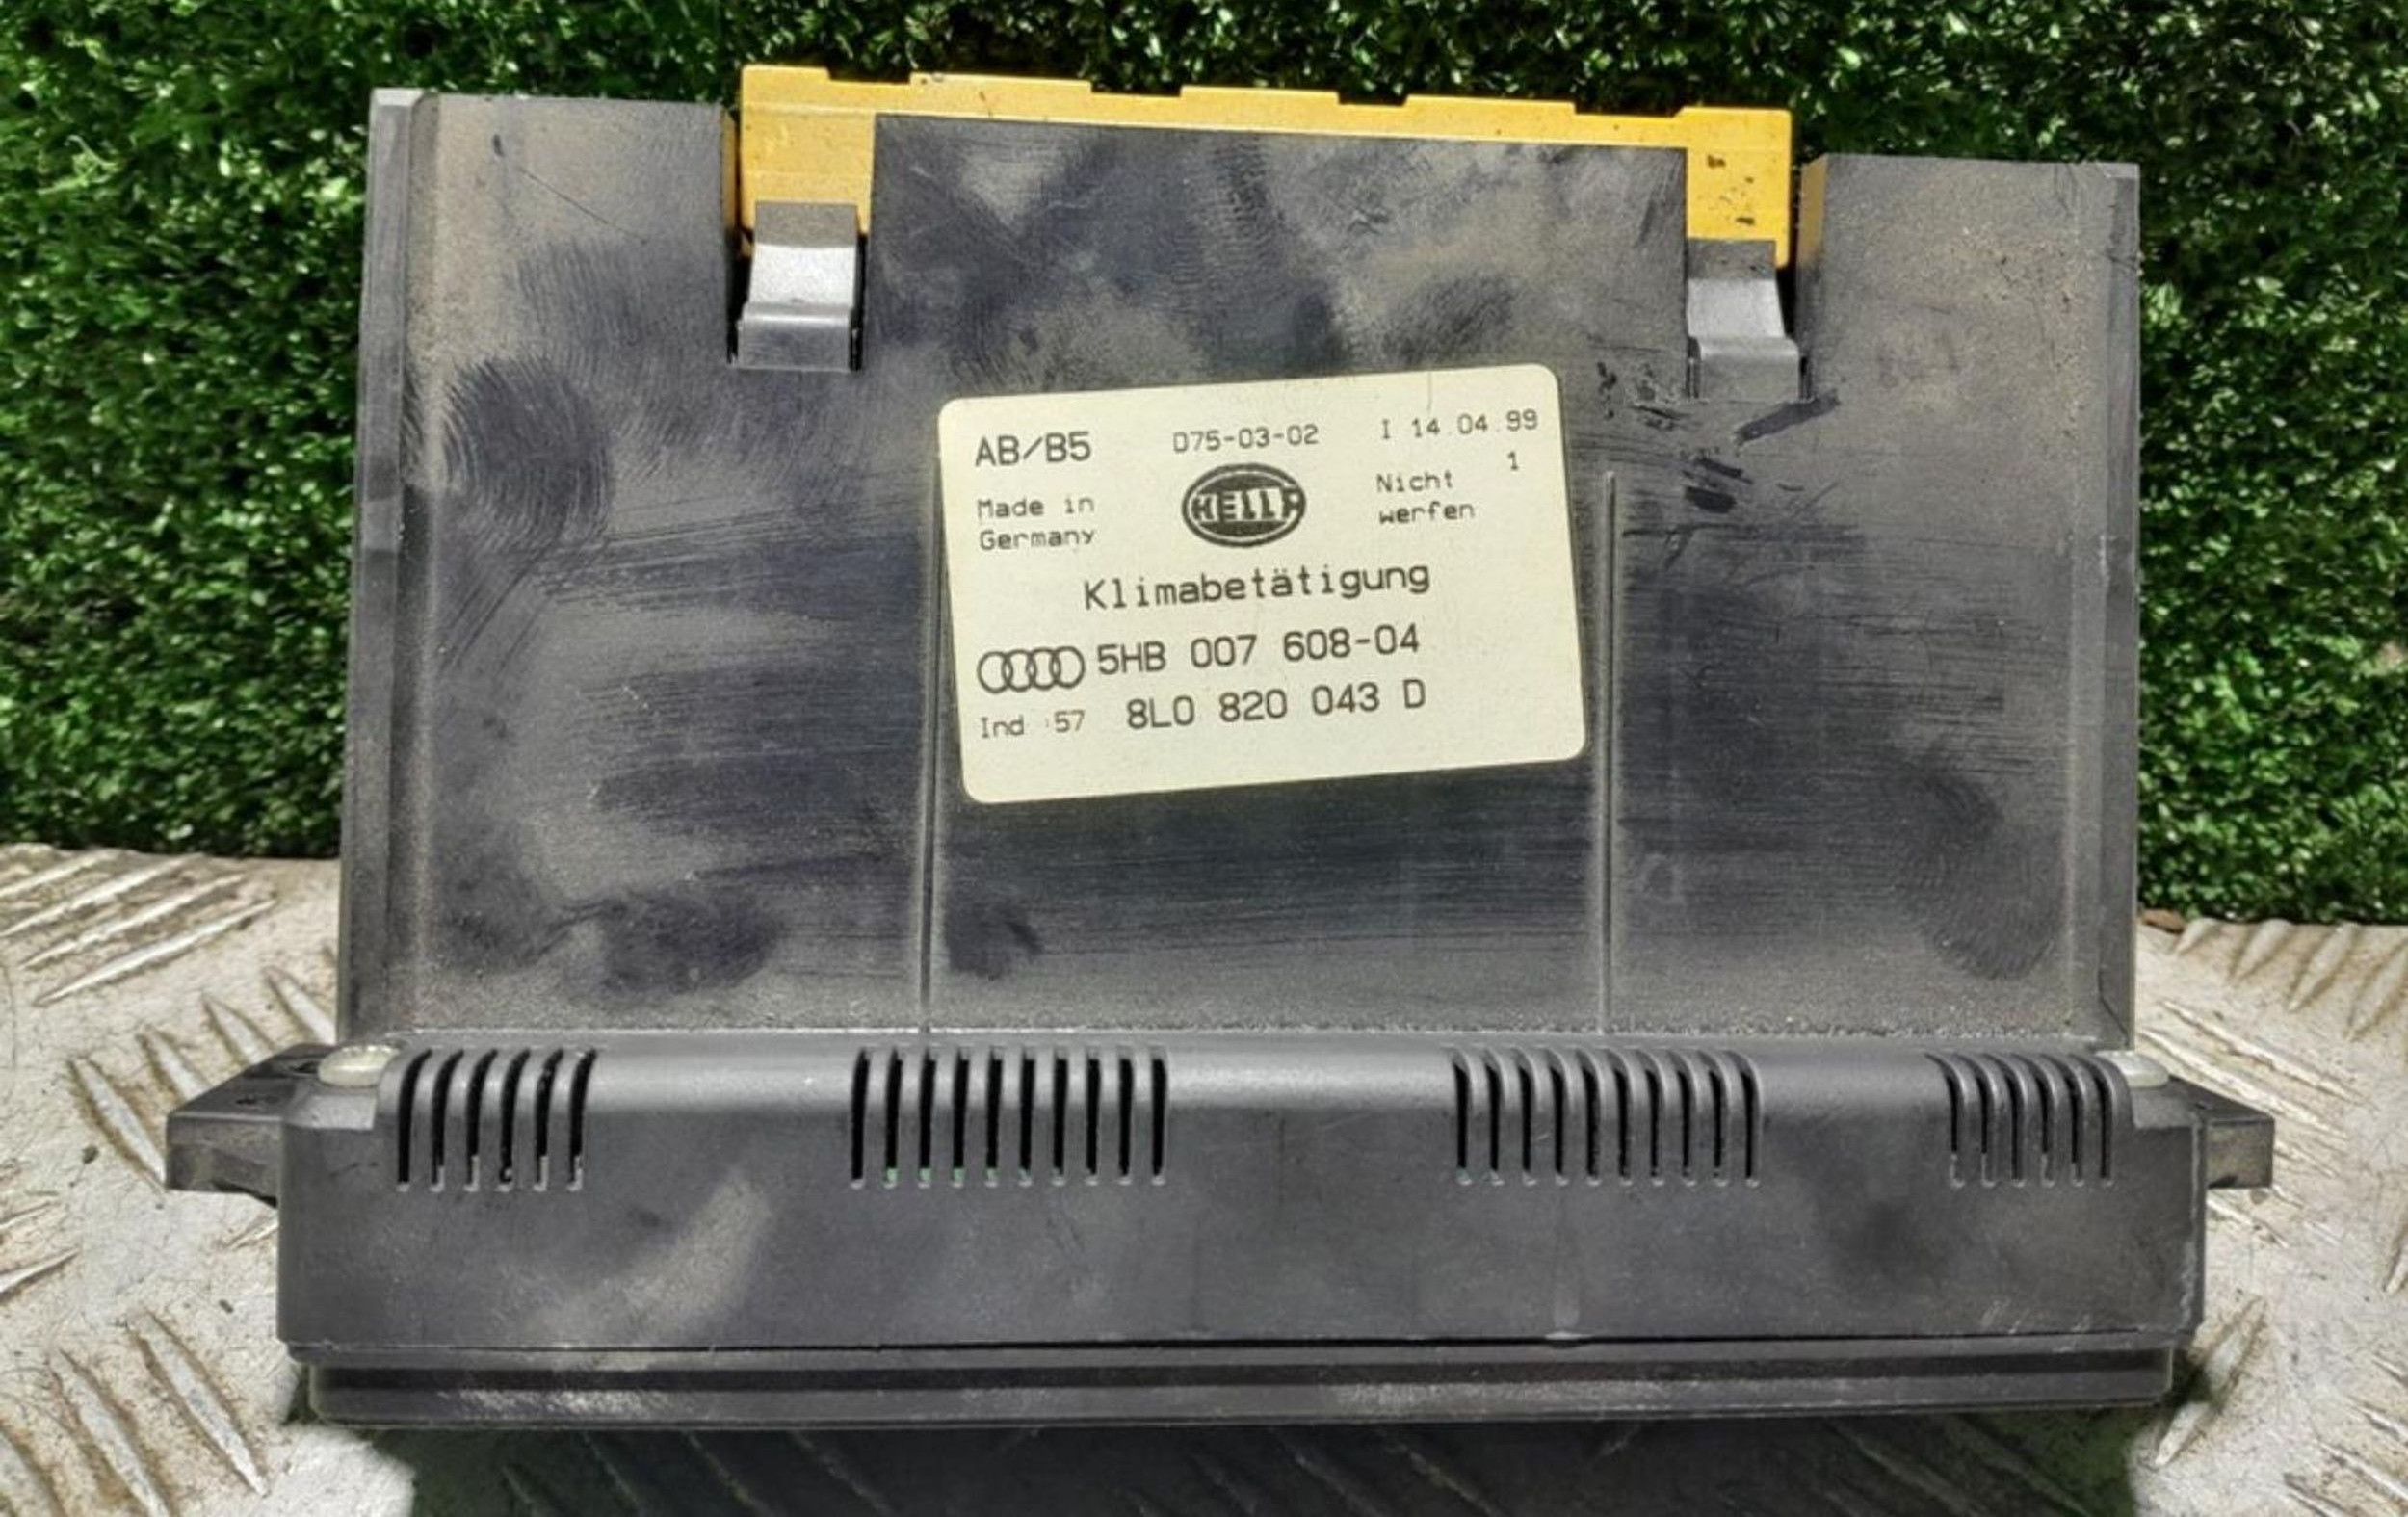 AB/B5 D75-03-02 I 14.04.99
Made in Germany HELLA Nicht werfen 1
Klimabetätigung
5HB 007 608-04
Ind :57 8L0 820 043 D